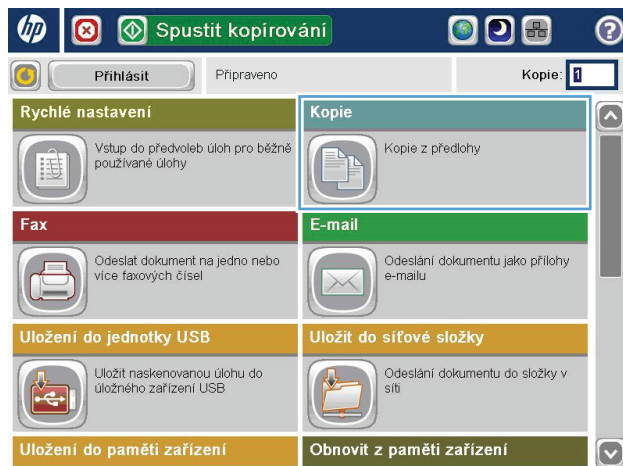 hp
Spustit kopírování
?
Přihlásit
Připraveno
Kopie: 1
Rychlé nastavení
Vstup do předvoleb úloh pro běžně
používané úlohy
Kopie
Kopie z předlohy
Fax
Odeslat dokument na jedno nebo
více faxových čísel
E-mail
Odeslání dokumentu jako přílohy
e-mailu
Uložení do jednotky USB
Uložit naskenovanou úlohu do
úložného zařízení USB
Uložit do síťové složky
Odeslání dokumentu do složky v
síti
Uložení do paměti zařízení
Obnovit z paměti zařízení